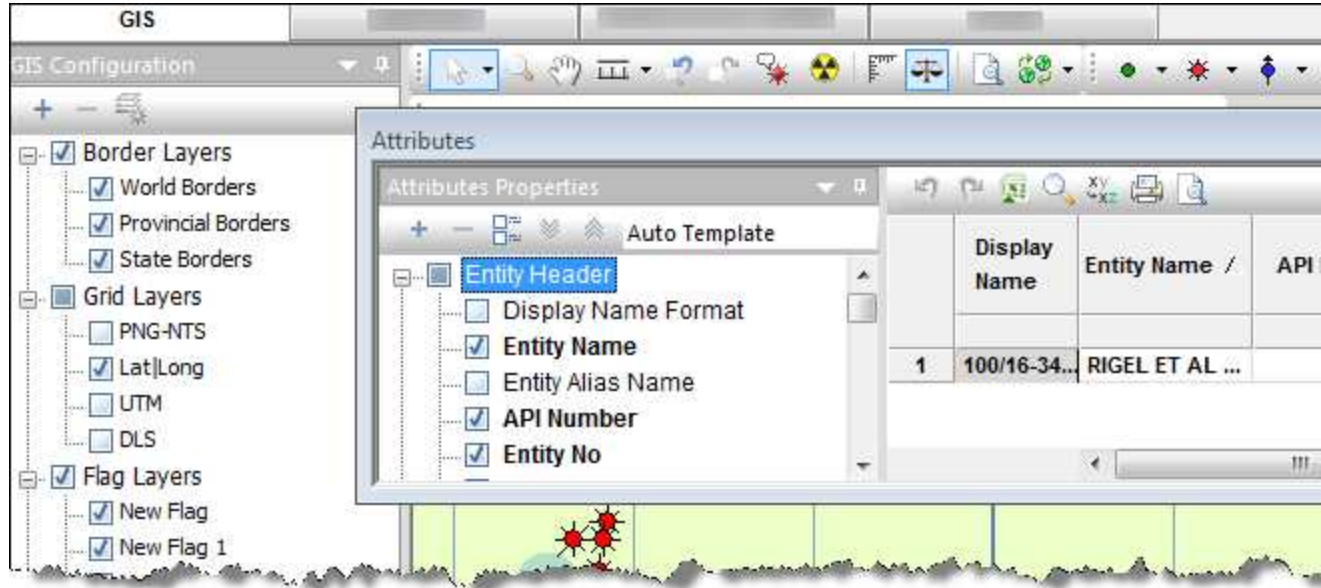 GIS
GIS Configuration
Border Layers
World Borders
Provincial Borders
State Borders
Grid Layers
PNG-NTS
Lat|Long
UTM
DLS
Flag Layers
New Flag
New Flag 1
Attributes
Attributes Properties
Auto Template
Entity Header
Display Name Format
Entity Name
Entity Alias Name
API Number
Entity No
Display
Name
Entity Name /
API
1 100/16-34... RIGEL ET AL ...